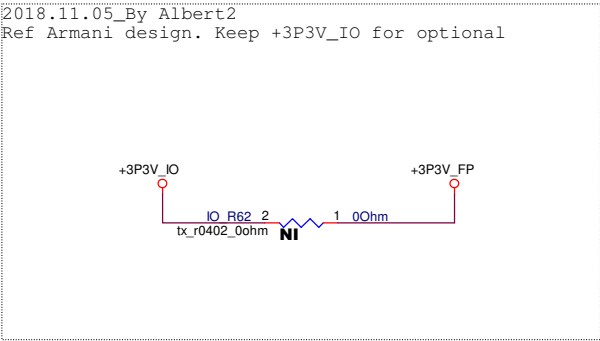 2018.11.05_By Albert2
Ref Armani design. Keep +3P3V_IO for optional
+3P3V_IO
+3P3V_FP
IO_R62 2 1 0Ohm
tx_r0402_0ohm NI